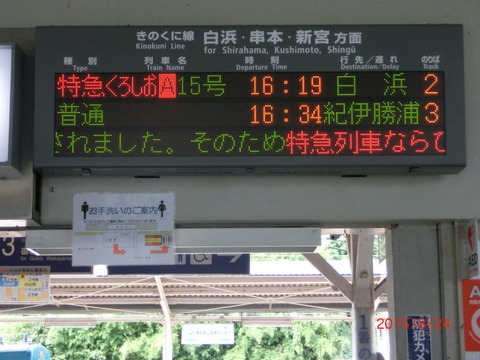 きのくに線 白浜・串本・新宮 方面
Kinokuni Line for Shirahama, Kushimoto, Shingū
種別 列車名 時刻 行先/遅れ のりば
Type Train Name Departure Time Destination/Delay Track
特急くろしお A 15号 16:19 白浜 2
普通 16:34 紀伊勝浦 3
されました。そのため特急列車ならび
お手洗いのご案内
3
AED